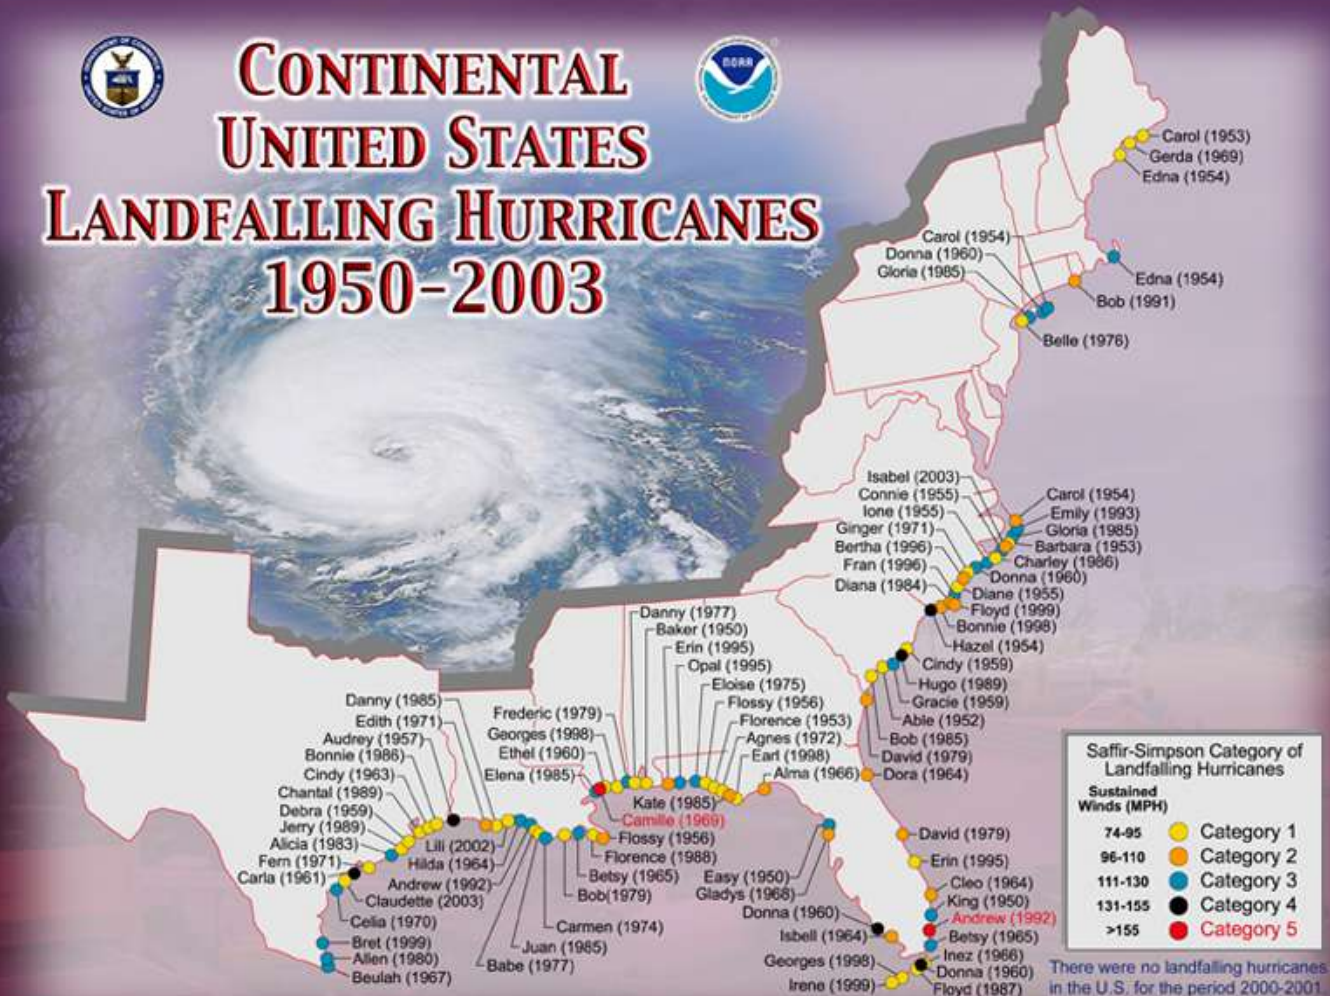 CONTINENTAL
UNITED STATES
LANDFALLING HURRICANES
1950-2003
NOAA
Carol (1953)
Gerda (1969)
Edna (1954)
Carol (1954)
Donna (1960)
Gloria (1985)
Edna (1954)
Bob (1991)
Belle (1976)
Isabel (2003)
Connie (1955)
Ione (1955)
Ginger (1971)
Bertha (1996)
Fran (1996)
Diana (1984)
Carol (1954)
Emily (1993)
Gloria (1985)
Barbara (1953)
Charley (1986)
Donna (1960)
Diane (1955)
Floyd (1999)
Bonnie (1998)
Hazel (1954)
Cindy (1959)
Hugo (1989)
Gracie (1959)
Able (1952)
Bob (1985)
David (1979)
Dora (1964)
Danny (1977)
Baker (1950)
Erin (1995)
Opal (1995)
Eloise (1975)
Flossy (1956)
Florence (1953)
Agnes (1972)
Earl (1998)
Alma (1966)
Frederic (1979)
Georges (1998)
Ethel (1960)
Elena (1985)
Kate (1985)
Camille (1969)
Danny (1985)
Edith (1971)
Audrey (1957)
Bonnie (1986)
Cindy (1963)
Chantal (1989)
Debra (1959)
Jerry (1989)
Alicia (1983)
Fern (1971)
Carla (1961)
Claudette (2003)
Celia (1970)
Bret (1999)
Allen (1980)
Beulah (1967)
Lili (2002)
Hilda (1964)
Andrew (1992)
Flossy (1956)
Florence (1988)
Betsy (1965)
Bob(1979)
Carmen (1974)
Juan (1985)
Babe (1977)
Easy (1950)
Gladys (1968)
Donna (1960)
Isbell (1964)
Georges (1998)
Irene (1999)
David (1979)
Erin (1995)
Cleo (1964)
King (1950)
Andrew (1992)
Betsy (1965)
Inez (1966)
Donna (1960)
Floyd (1987)
Saffir-Simpson Category of
Landfalling Hurricanes
Sustained
Winds (MPH)
74-95 Category 1
96-110 Category 2
111-130 Category 3
131-155 Category 4
>155 Category 5
There were no landfalling hurricanes
in the U.S. for the period 2000-2001.